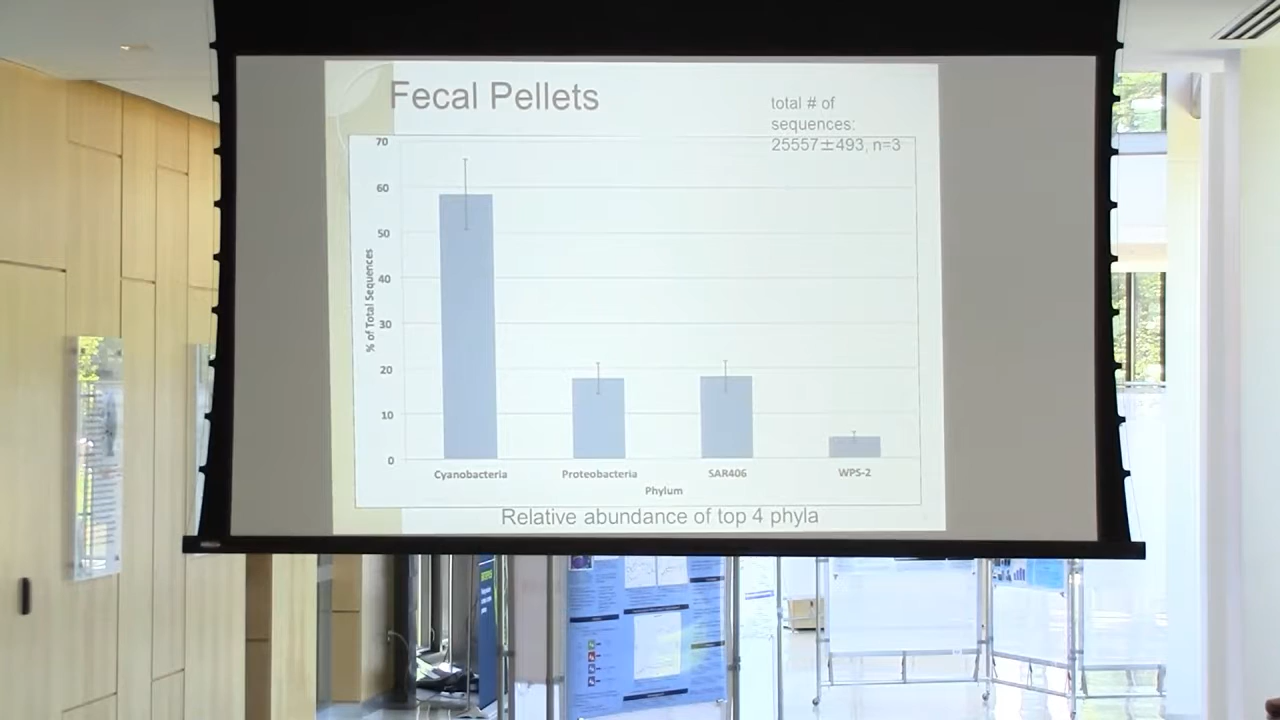 Fecal Pellets
total # of
sequences:
25557±493, n=3
70
60
50
40
30
20
10
0
% of Total Sequences
Cyanobacteria
Proteobacteria
SAR406
WPS-2
Phylum
Relative abundance of top 4 phyla